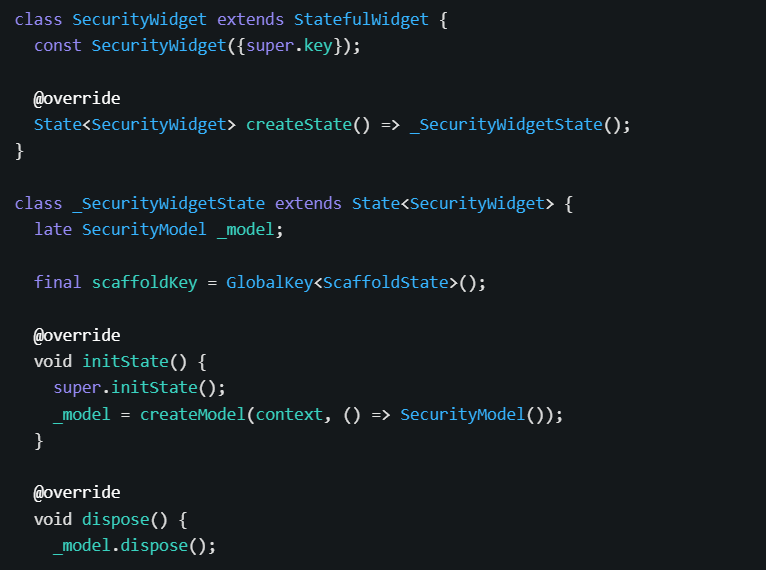 class SecurityWidget extends StatefulWidget {
  const SecurityWidget({super.key});

  @override
  State<SecurityWidget> createState() => _SecurityWidgetState();
}

class _SecurityWidgetState extends State<SecurityWidget> {
  late SecurityModel _model;

  final scaffoldKey = GlobalKey<ScaffoldState>();

  @override
  void initState() {
    super.initState();
    _model = createModel(context, () => SecurityModel());
  }

  @override
  void dispose() {
    _model.dispose();